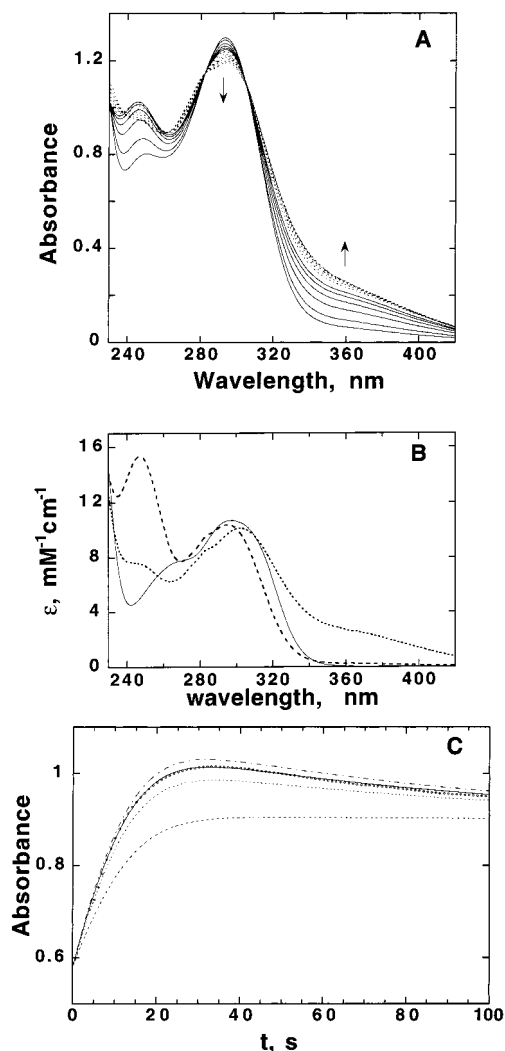 A
1.2
0.8
0.4
0
Absorbance
240 280 320 360 400
Wavelength, nm
B
16
12
8
4
0
ε, mM⁻¹cm⁻¹
240 280 320 360 400
wavelength, nm
C
1
0.8
0.6
Absorbance
0 20 40 60 80 100
t, s